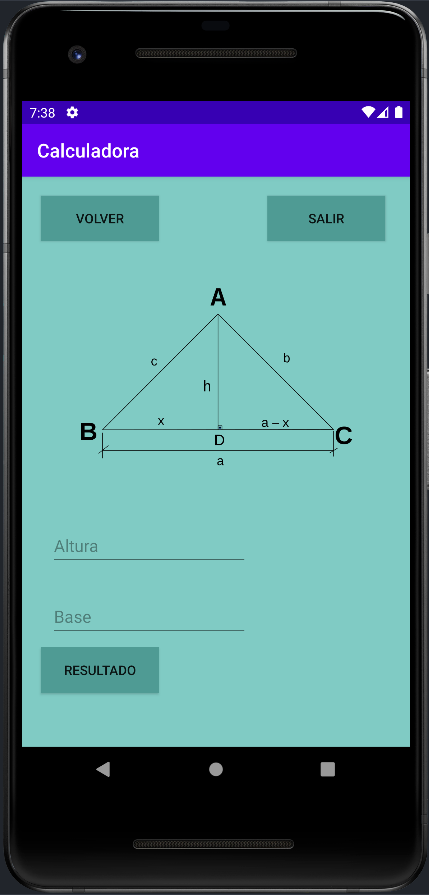 7:38
Calculadora
VOLVER SALIR
A
c b
h
B x a – x C
D
a
Altura
Base
RESULTADO